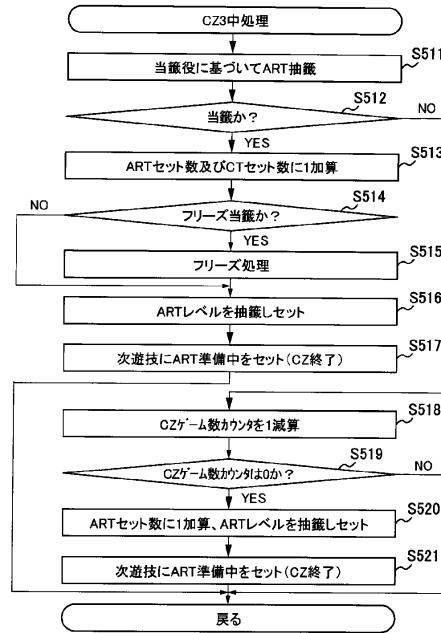 CZ3中処理
S511
当籤役に基づいてART抽籤
S512
当籤か?
NO
YES
S513
ARTセット数及びCTセット数に1加算
S514
NO
フリーズ当籤か?
YES
S515
フリーズ処理
S516
ARTレベルを抽籤しセット
S517
次遊技にART準備中をセット(CZ終了)
S518
CZゲーム数カウンタを1減算
S519
CZゲーム数カウンタは0か?
NO
YES
S520
ARTセット数に1加算、ARTレベルを抽籤しセット
S521
次遊技にART準備中をセット(CZ終了)
戻る